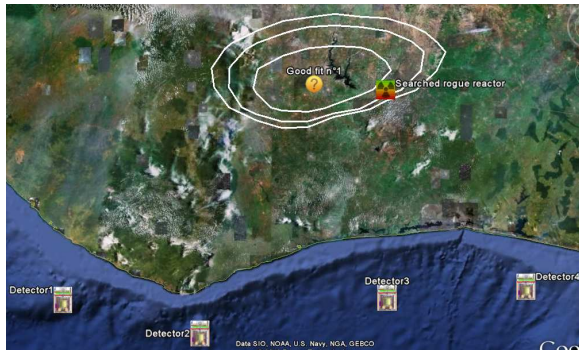 Good fit n°1
Searched rogue reactor
Detector1
Detector2
Detector3
Detector4
Data SIO, NOAA, U.S. Navy, NGA, GEBCO